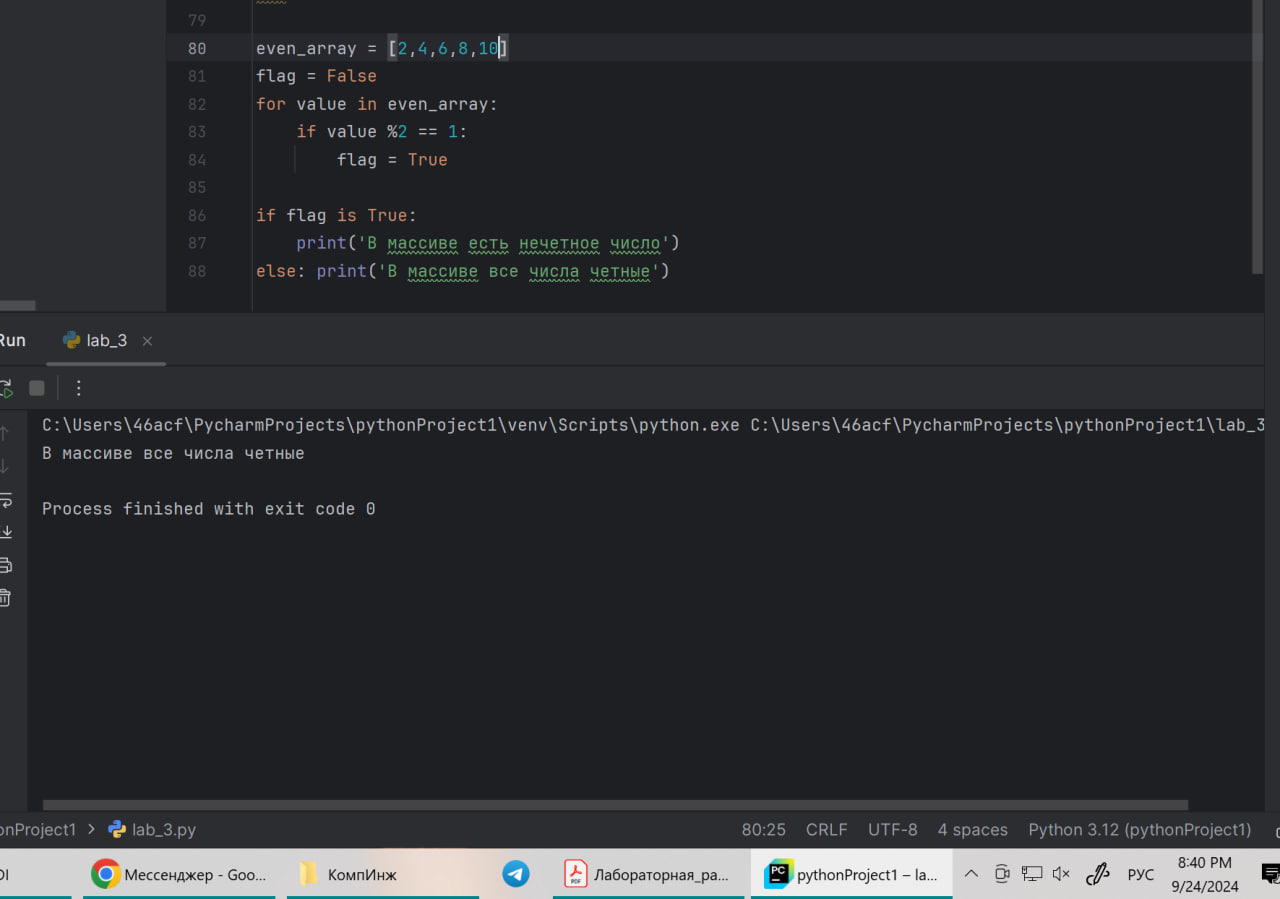 79
80 even_array = [2,4,6,8,10]
81 flag = False
82 for value in even_array:
83     if value %2 == 1:
84         flag = True
85
86 if flag is True:
87     print('В массиве есть нечетное число')
88 else: print('В массиве все числа четные')
Run lab_3
C:\Users\46acf\PycharmProjects\pythonProject1\venv\Scripts\python.exe C:\Users\46acf\PycharmProjects\pythonProject1\lab_3
В массиве все числа четные
Process finished with exit code 0
onProject1 > lab_3.py 80:25 CRLF UTF-8 4 spaces Python 3.12 (pythonProject1)
Мессенджер - Goo... КомпИнж Лабораторная_ра... pythonProject1 – la... РУС 8:40 PM
9/24/2024